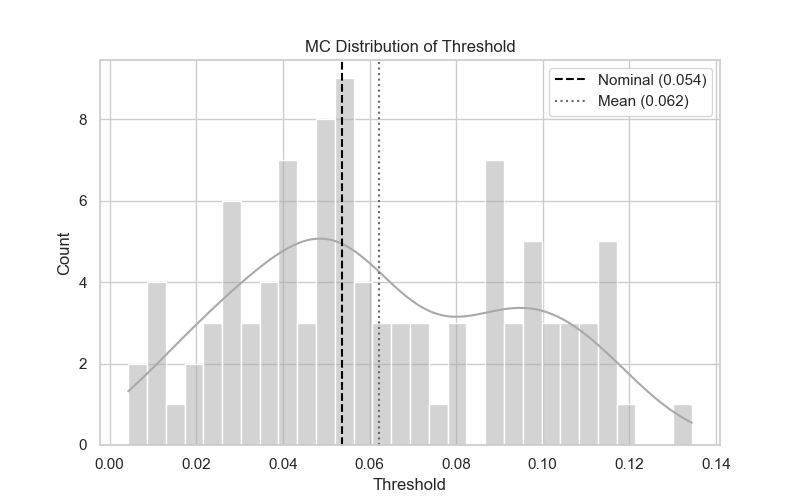 MC Distribution of Threshold
Nominal (0.054)
Mean (0.062)
Count
8
6
4
2
0
0.00 0.02 0.04 0.06 0.08 0.10 0.12 0.14
Threshold